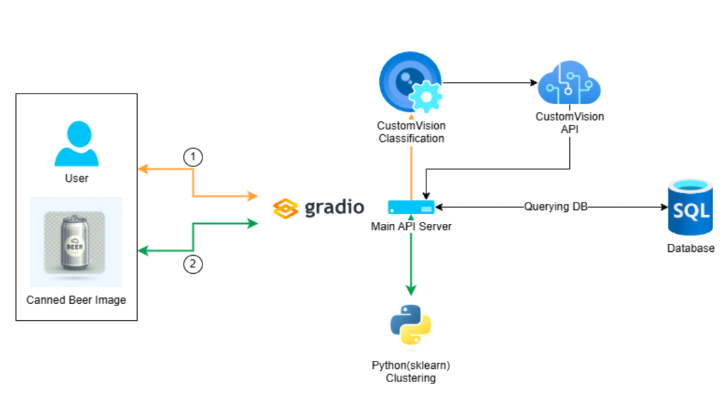 CustomVision
Classification
CustomVision
API
1
User
gradio
Main API Server
Querying DB
SQL
Database
BEER
2
Canned Beer Image
Python(sklearn)
Clustering